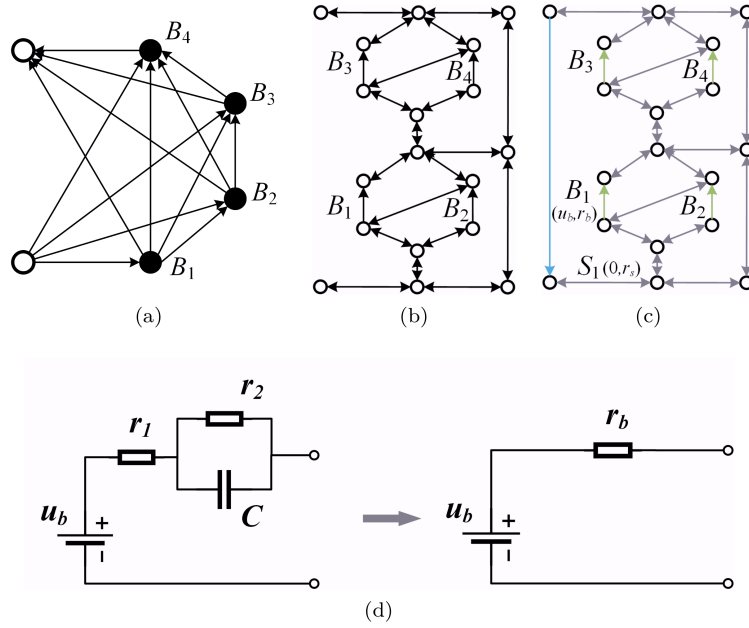 B4
B3
B2
B1
(a)
B3
B4
B1
B2
(b)
B3
B4
B1
(ub,rb)
B2
S1(0,rs)
(c)
r2
r1
C
ub
+
−
rb
ub
+
−
(d)